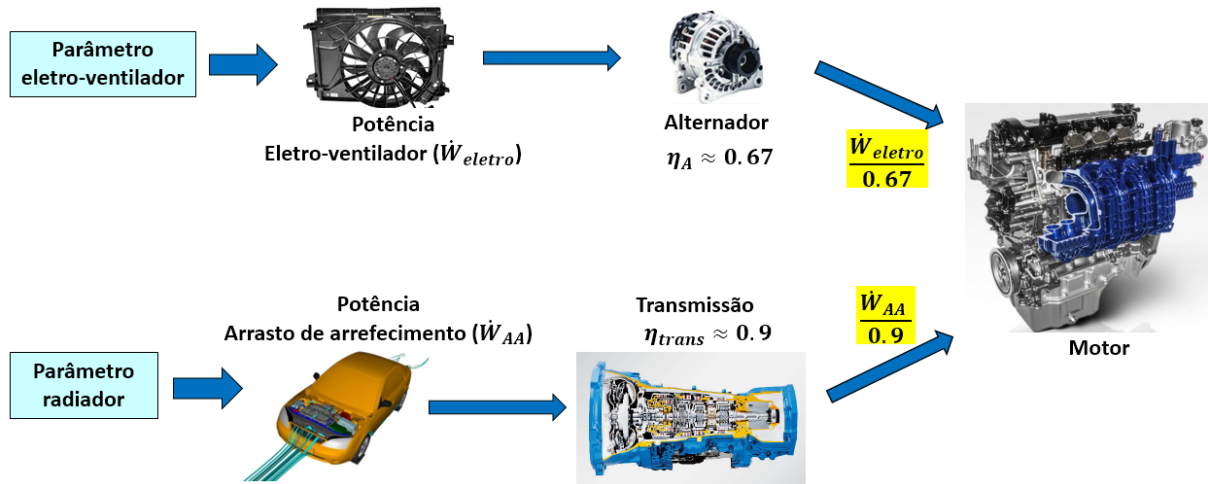 Parâmetro
eletro-ventilador
Potência
Eletro-ventilador (Ẇ_eletro)
Alternador
η_A ≈ 0.67
Ẇ_eletro
0.67
Potência
Arrasto de arrefecimento (Ẇ_AA)
Transmissão
η_trans ≈ 0.9
Ẇ_AA
0.9
Motor
Parâmetro
radiador